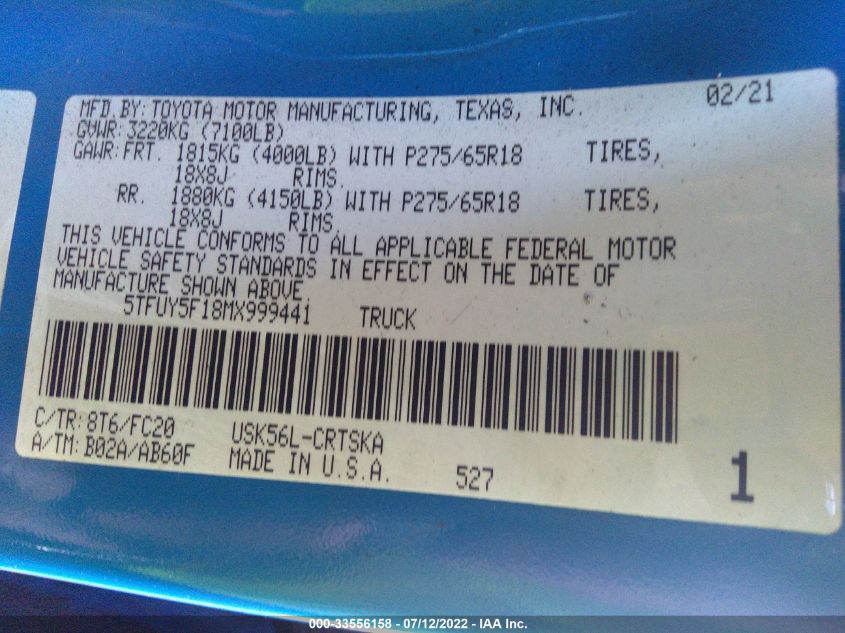 MFD. BY: TOYOTA MOTOR MANUFACTURING, TEXAS, INC. 02/21
GVWR: 3220KG (7100LB)
GAWR: FRT. 1815KG (4000LB) WITH P275/65R18 TIRES,
18X8J RIMS.
RR. 1880KG (4150LB) WITH P275/65R18 TIRES,
18X8J RIMS.
THIS VEHICLE CONFORMS TO ALL APPLICABLE FEDERAL MOTOR
VEHICLE SAFETY STANDARDS IN EFFECT ON THE DATE OF
MANUFACTURE SHOWN ABOVE.
5TFUY5F18MX999441 TRUCK
C/TR: 8T6/FC20 USK56L-CRTSKA
A/TM: B02A/AB60F MADE IN U.S.A. 527 1
000-33556158 - 07/12/2022 - IAA Inc.